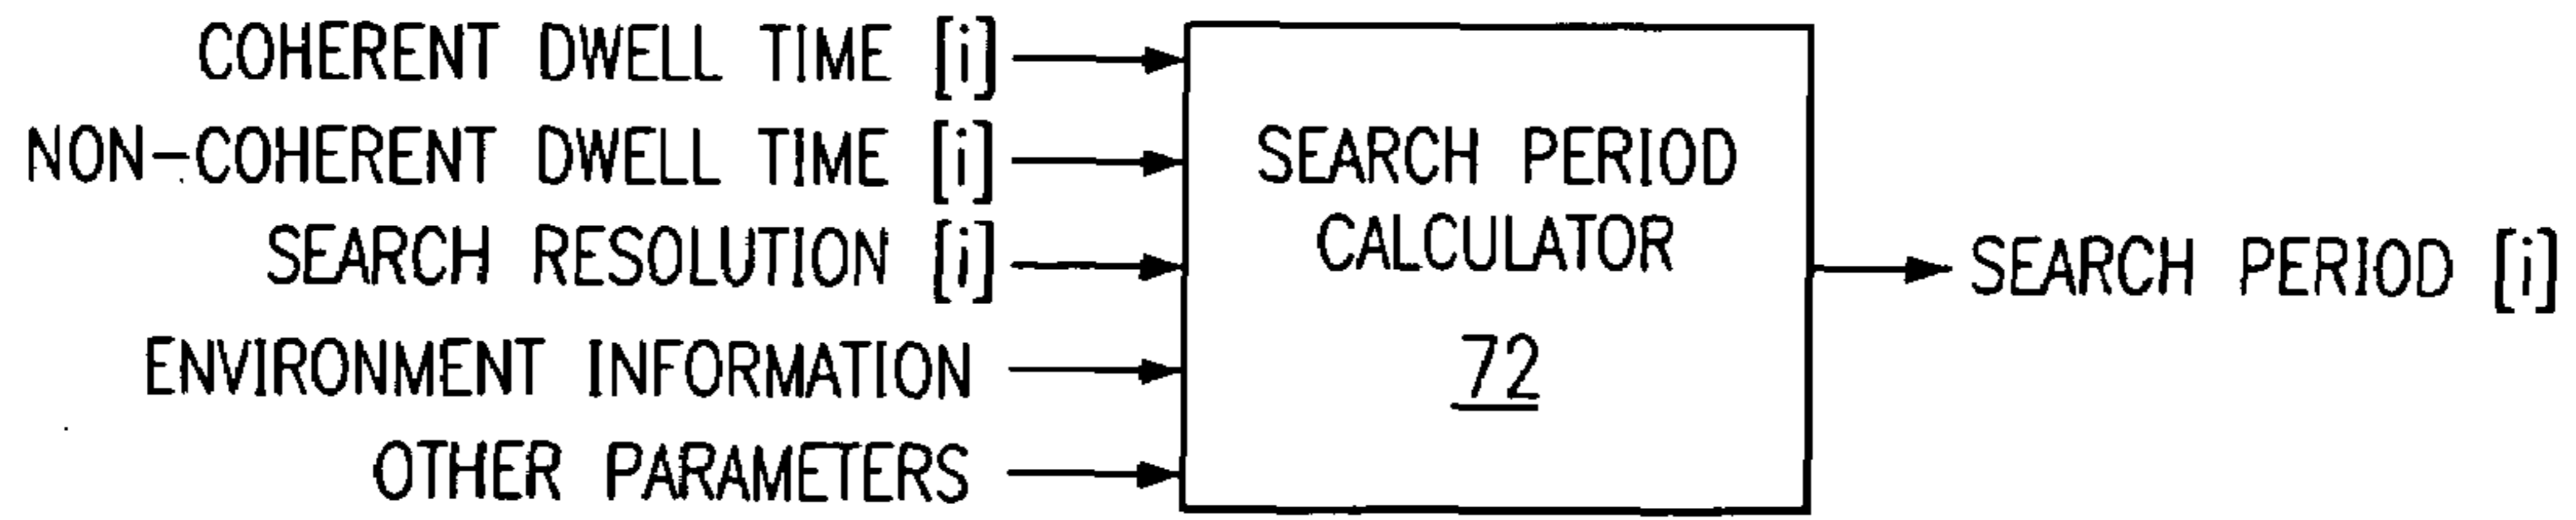 COHERENT DWELL TIME [i]
NON-COHERENT DWELL TIME [i]
SEARCH RESOLUTION [i]
ENVIRONMENT INFORMATION
OTHER PARAMETERS
SEARCH PERIOD
CALCULATOR
72
SEARCH PERIOD [i]